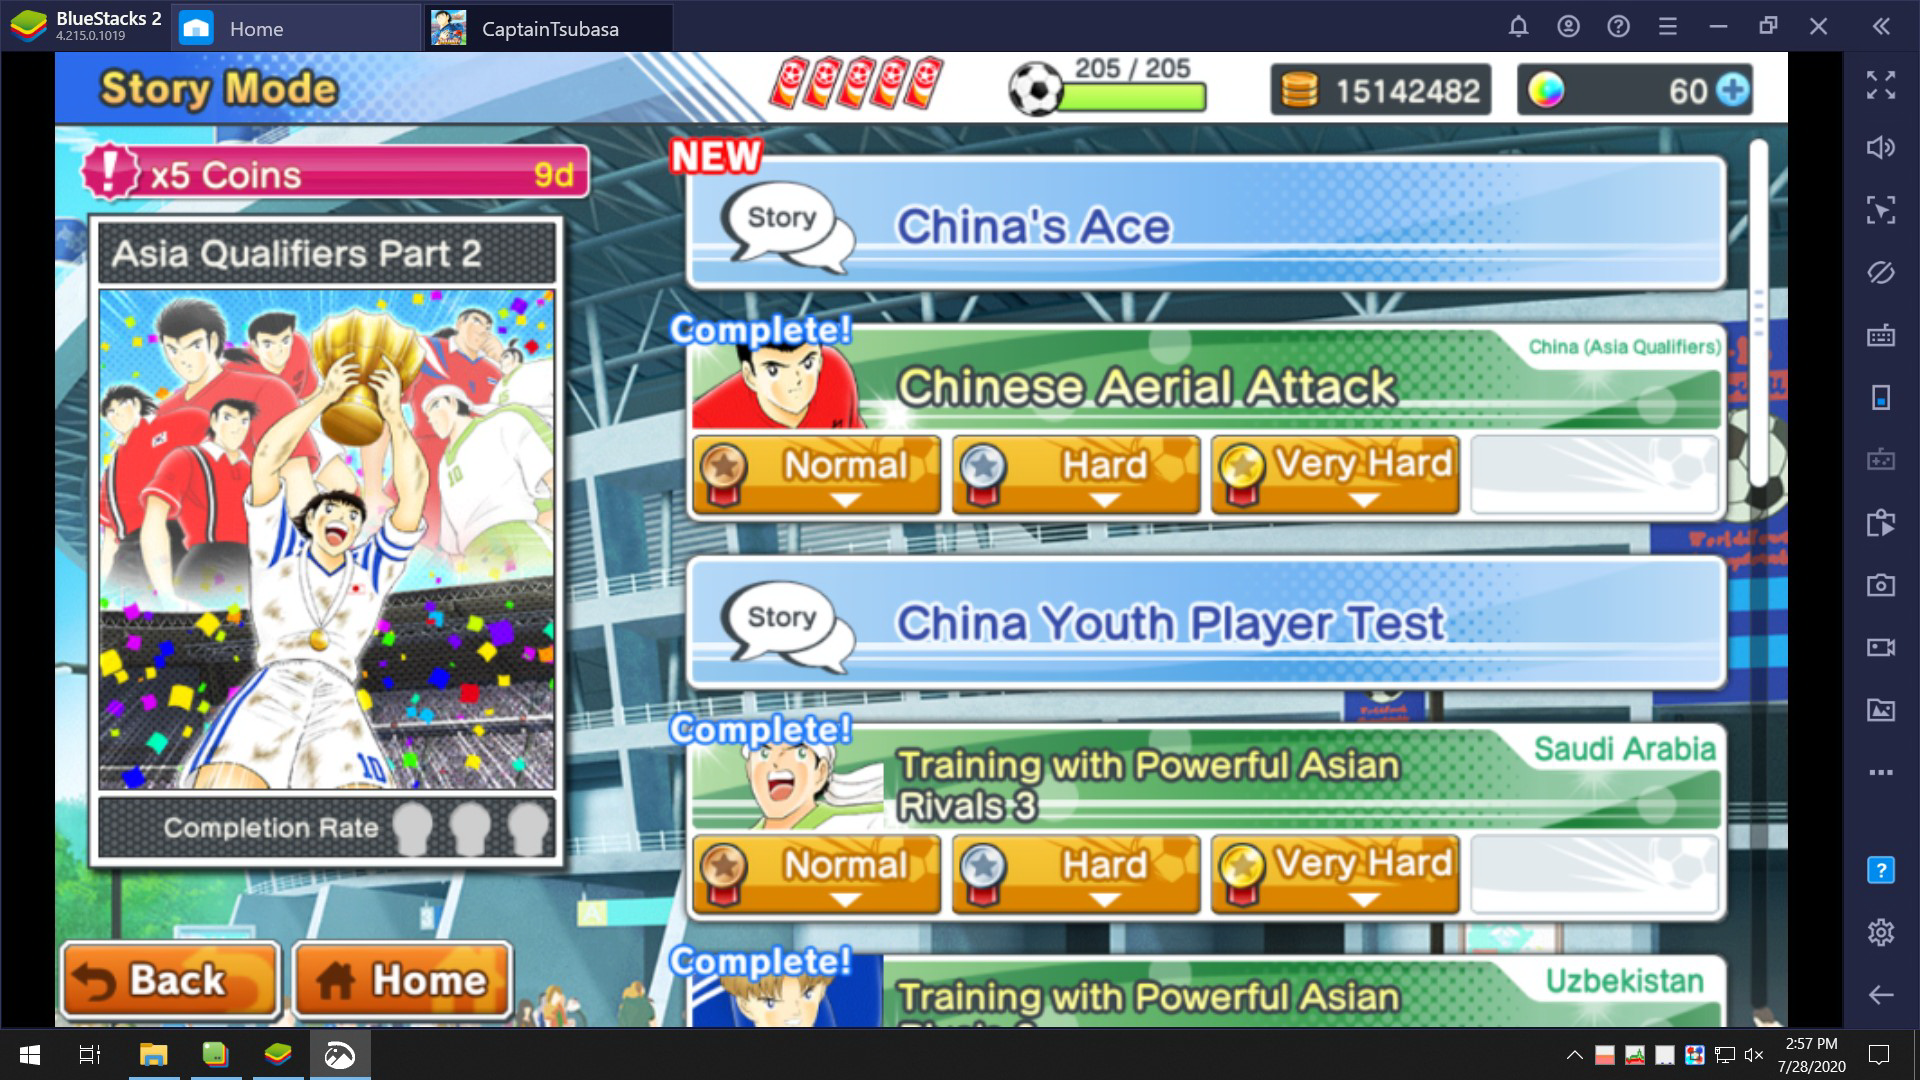 BlueStacks 2
4.215.0.1019
Home
CaptainTsubasa
Story Mode
205 / 205
15142482
60
x5 Coins
9d
Asia Qualifiers Part 2
10
10
Completion Rate
Back
Home
NEW
Story
China's Ace
Complete!
China (Asia Qualifiers)
Chinese Aerial Attack
Normal
Hard
Very Hard
Story
China Youth Player Test
Complete!
Saudi Arabia
Training with Powerful Asian
Rivals 3
Normal
Hard
Very Hard
Complete!
Uzbekistan
Training with Powerful Asian
A
2:57 PM
7/28/2020